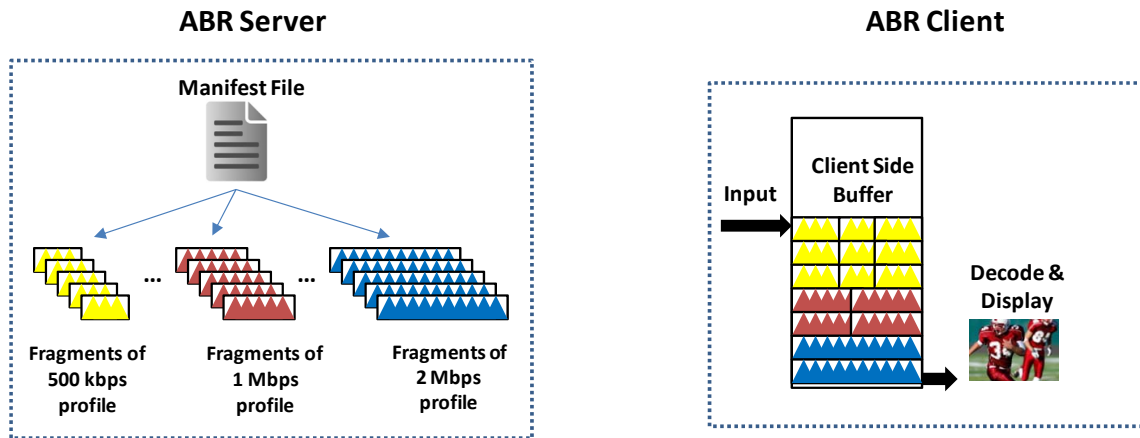 ABR Server
ABR Client
Manifest File
Fragments of
500 kbps
profile
...
Fragments of
1 Mbps
profile
...
Fragments of
2 Mbps
profile
Client Side
Buffer
Input
Decode &
Display